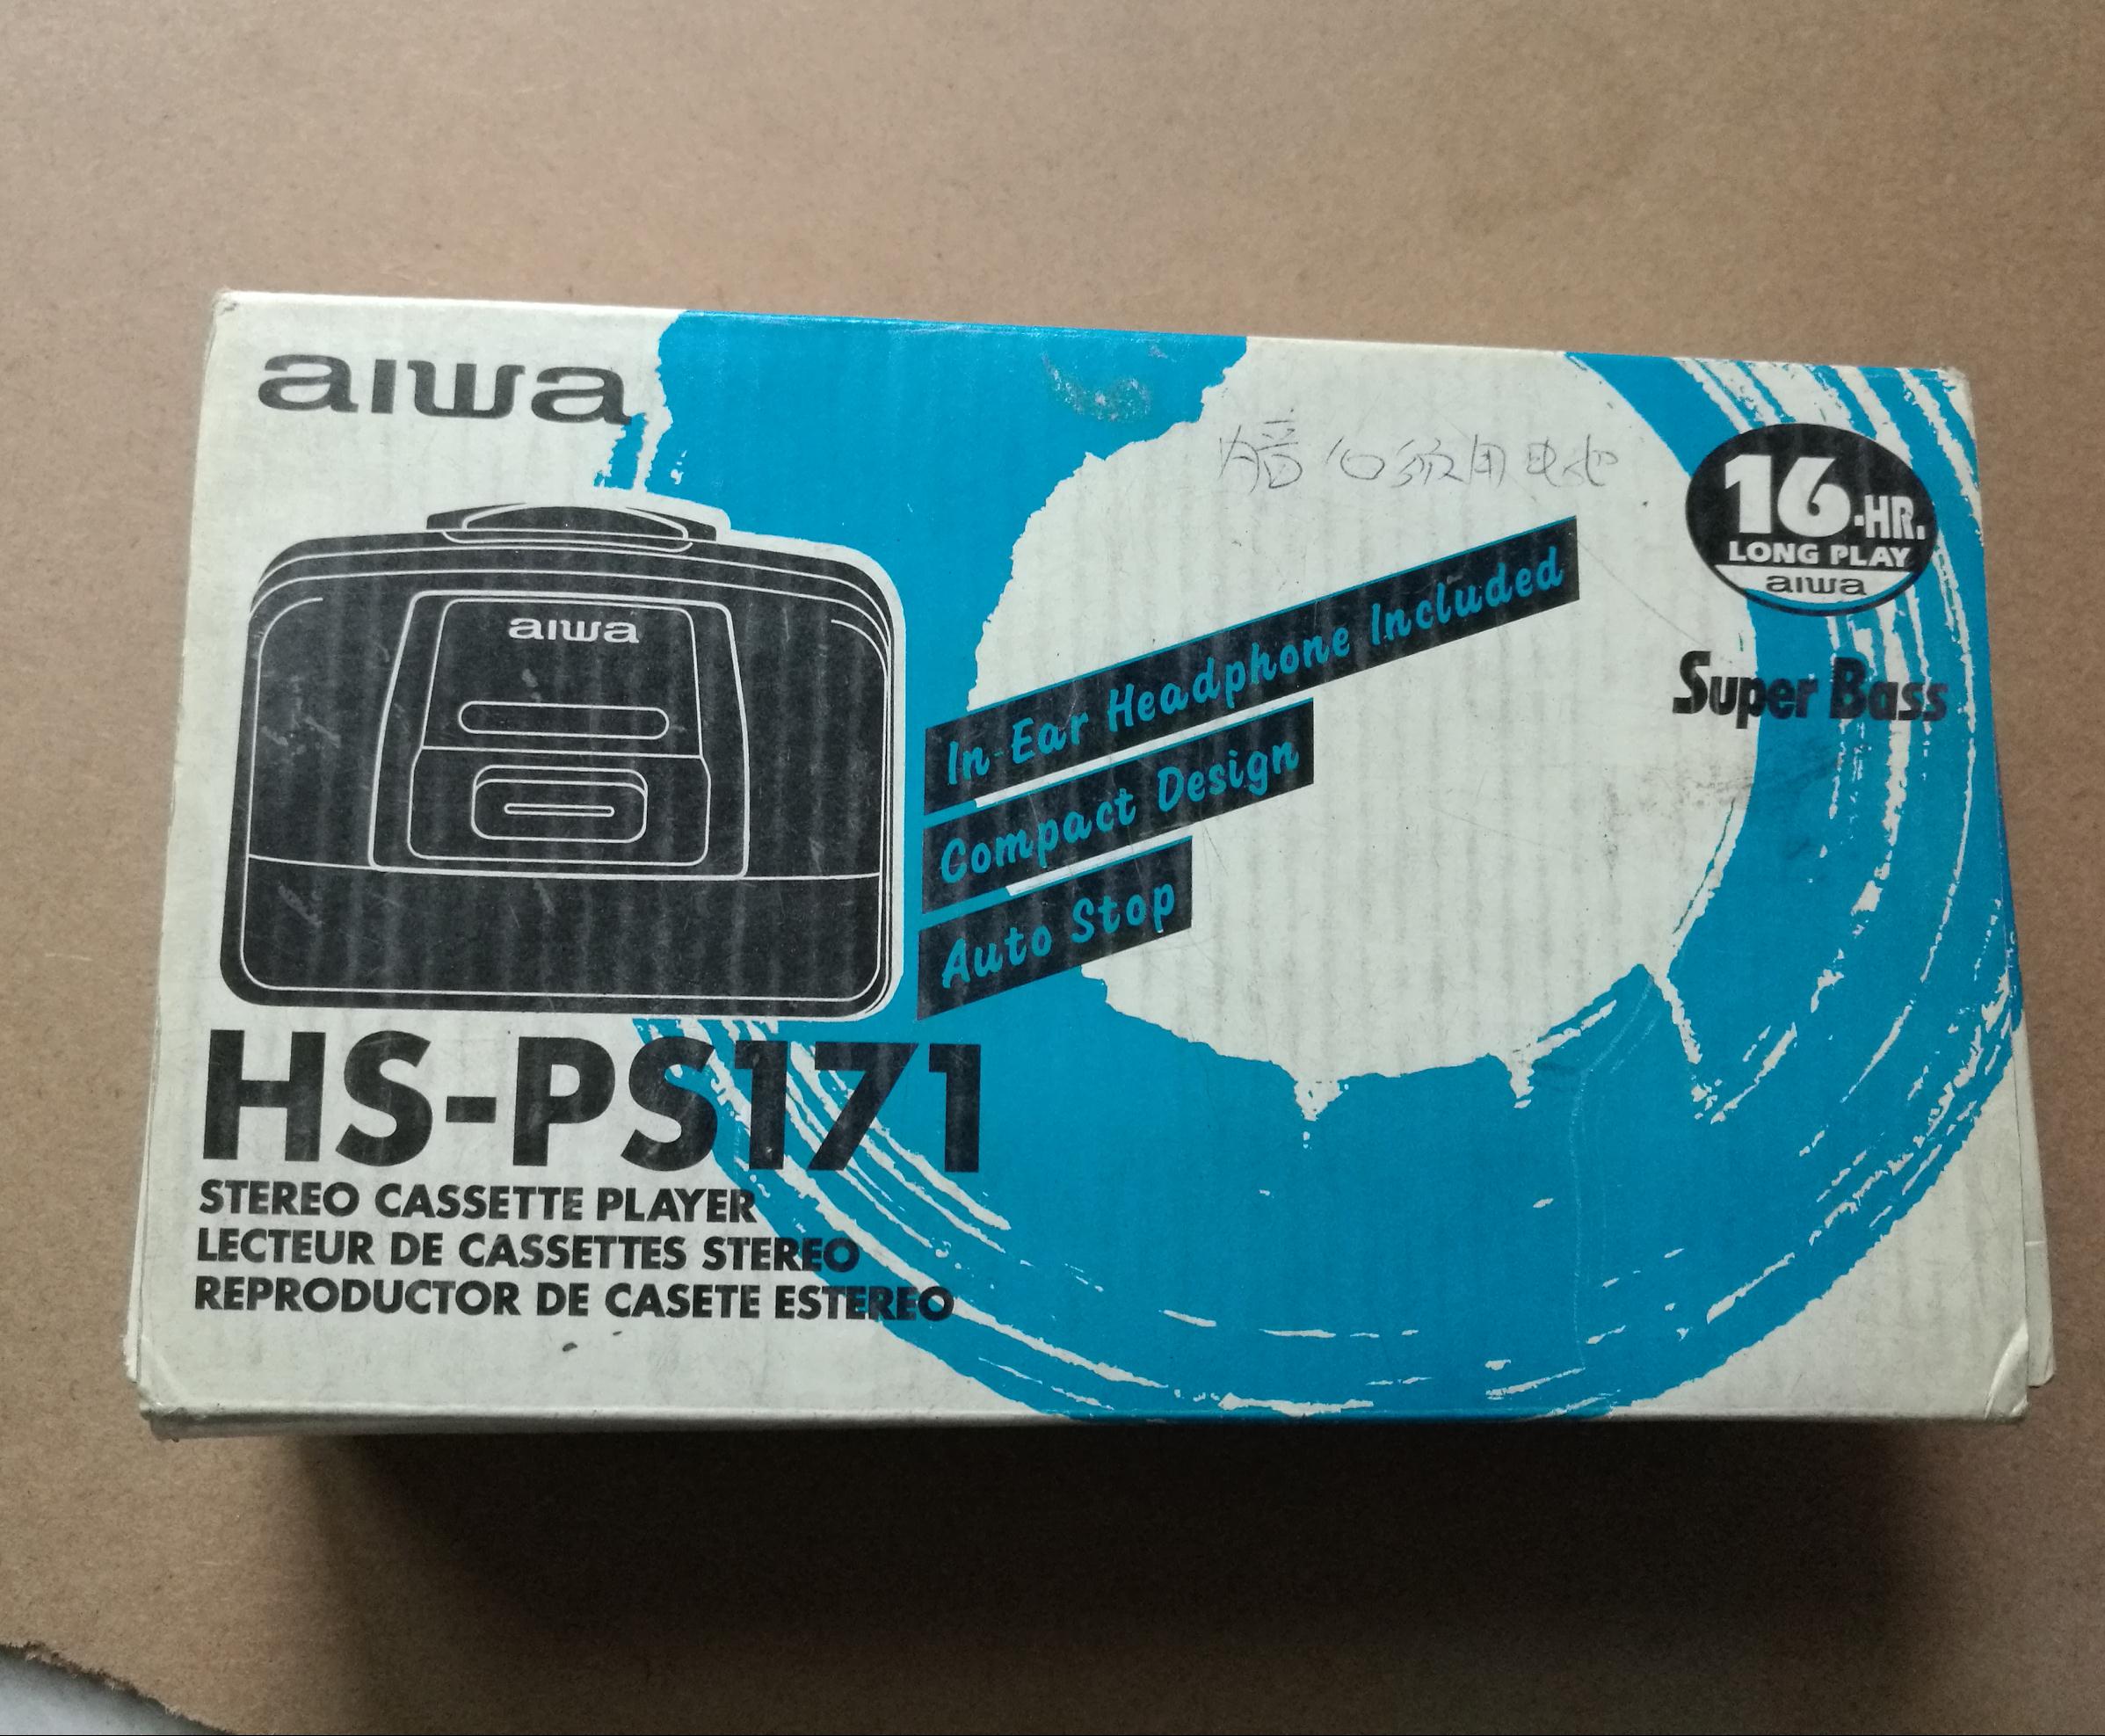 aiwa
16-HR.
LONG PLAY
aiwa
Super Bass
aiwa
In-Ear Headphone Included
Compact Design
Auto Stop
HS-PS171
STEREO CASSETTE PLAYER
LECTEUR DE CASSETTES STEREO
REPRODUCTOR DE CASETE ESTEREO